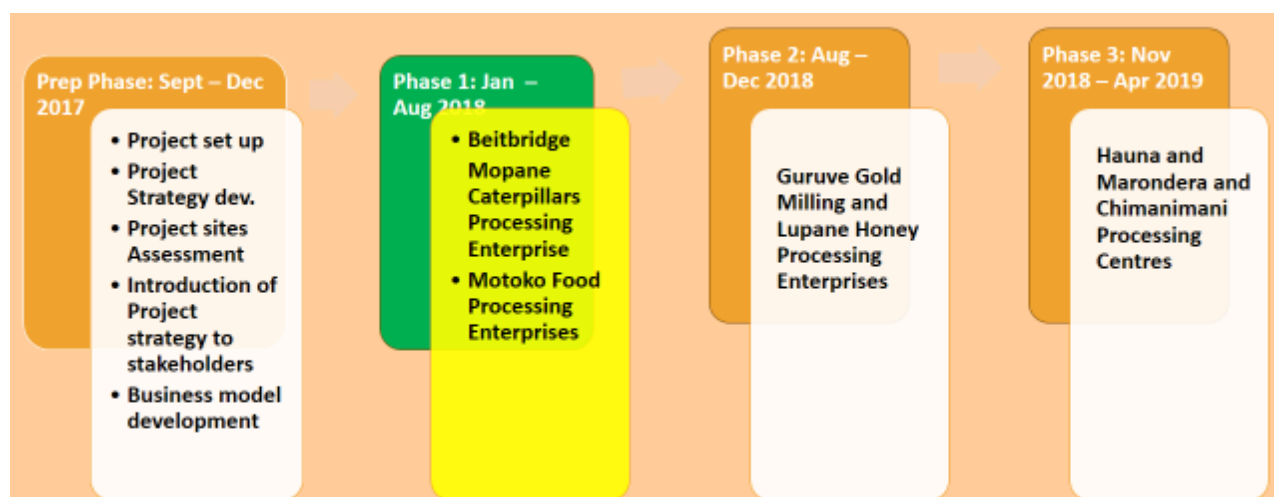 Prep Phase: Sept – Dec
2017
• Project set up
• Project
Strategy dev.
• Project sites
Assessment
• Introduction of
Project
strategy to
stakeholders
• Business model
development
Phase 1: Jan –
Aug 2018
• Beitbridge
Mopane
Caterpillars
Processing
Enterprise
• Motoko Food
Processing
Enterprises
Phase 2: Aug –
Dec 2018
Guruve Gold
Milling and
Lupane Honey
Processing
Enterprises
Phase 3: Nov
2018 – Apr 2019
Hauna and
Marondera and
Chimanimani
Processing
Centres